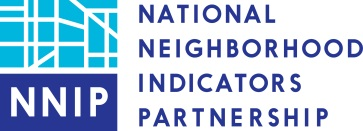 NNIP
NATIONAL
NEIGHBORHOOD
INDICATORS
PARTNERSHIP